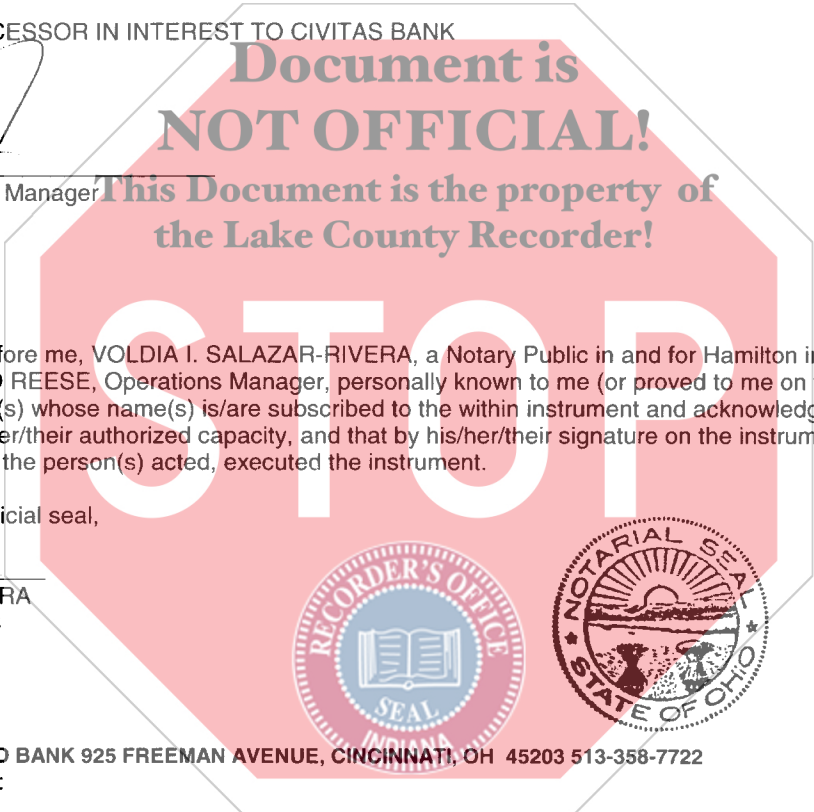 CESSOR IN INTEREST TO CIVITAS BANK
Document is
NOT OFFICIAL!
Manager
This Document is the property of
the Lake County Recorder!
STOP
fore me, VOLDIA I. SALAZAR-RIVERA, a Notary Public in and for Hamilton in
REESE, Operations Manager, personally known to me (or proved to me on
(s) whose name(s) is/are subscribed to the within instrument and acknowledg
er/their authorized capacity, and that by his/her/their signature on the instrum
the person(s) acted, executed the instrument.
icial seal,
RA
RECORDER'S OFFICE
SEAL
INDIANA
NOTARIAL SEAL
STATE OF OHIO
BANK 925 FREEMAN AVENUE, CINCINNATI, OH 45203 513-358-7722